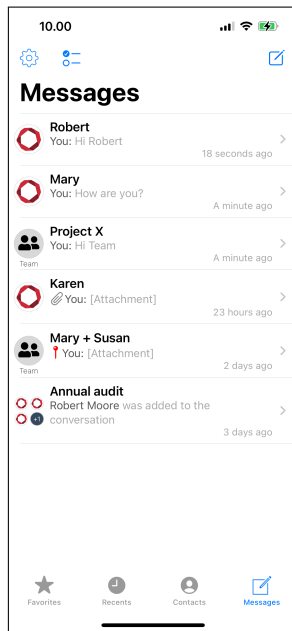 10.00
Messages
Robert
You: Hi Robert
18 seconds ago
Mary
You: How are you?
A minute ago
Project X
You: Hi Team
Team
A minute ago
Karen
You: [Attachment]
23 hours ago
Mary + Susan
You: [Attachment]
Team
2 days ago
Annual audit
Robert Moore was added to the
+1 conversation
3 days ago
Favorites Recents Contacts Messages